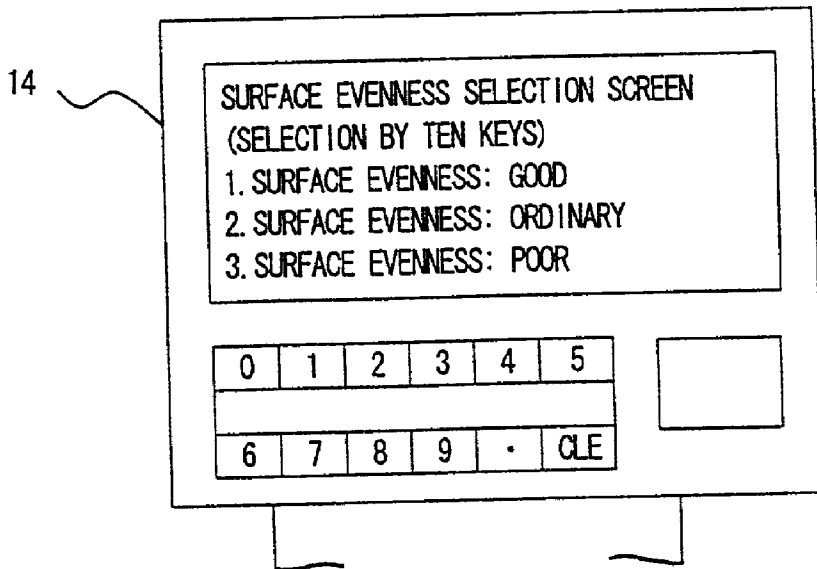 14
SURFACE EVENNESS SELECTION SCREEN
(SELECTION BY TEN KEYS)
1. SURFACE EVENNESS: GOOD
2. SURFACE EVENNESS: ORDINARY
3. SURFACE EVENNESS: POOR
0 1 2 3 4 5
6 7 8 9 · CLE